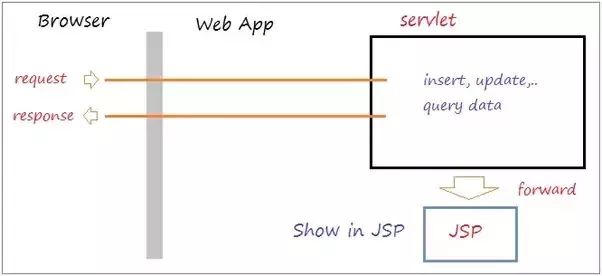 Browser
Web App
servlet
request
response
insert, update,..
query data
forward
Show in JSP
JSP